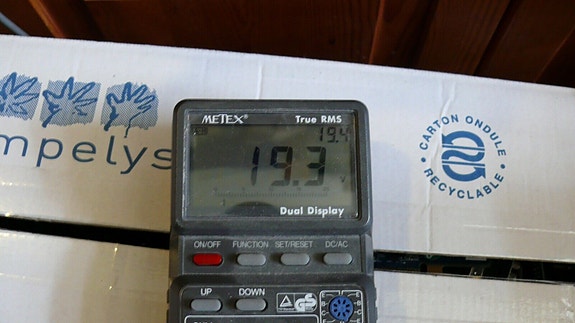 METEX True RMS
19.4
19.3 V
Dual Display
ON/OFF FUNCTION SET/RESET DC/AC
UP DOWN
GS
mpelys
CARTON ONDULE
RECYCLABLE